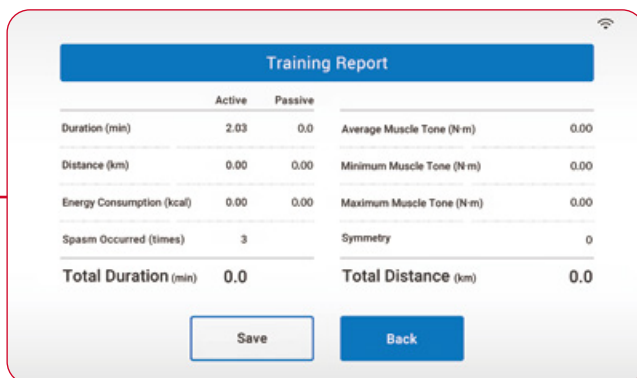 Training Report
Active Passive
Duration (min) 2.03 0.0
Average Muscle Tone (N·m) 0.00
Distance (km) 0.00 0.00
Minimum Muscle Tone (N·m) 0.00
Energy Consumption (kcal) 0.00 0.00
Maximum Muscle Tone (N·m) 0.00
Spasm Occurred (times) 3
Symmetry 0
Total Duration (min) 0.0
Total Distance (km) 0.0
Save
Back